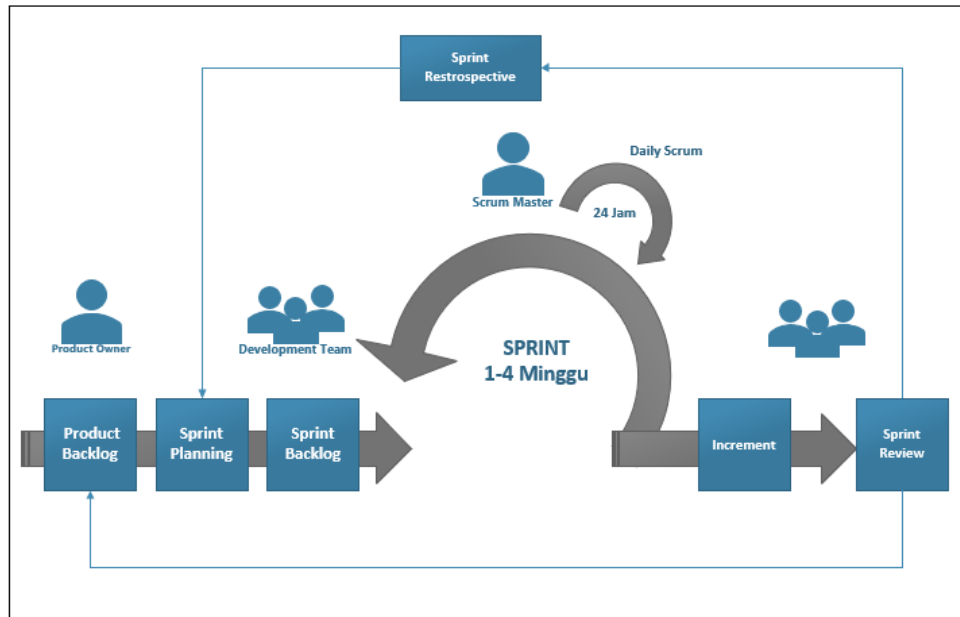 Sprint
Restrospective
Daily Scrum
24 Jam
Scrum Master
Product Owner
Development Team
SPRINT
1-4 Minggu
Product
Backlog
Sprint
Planning
Sprint
Backlog
Increment
Sprint
Review